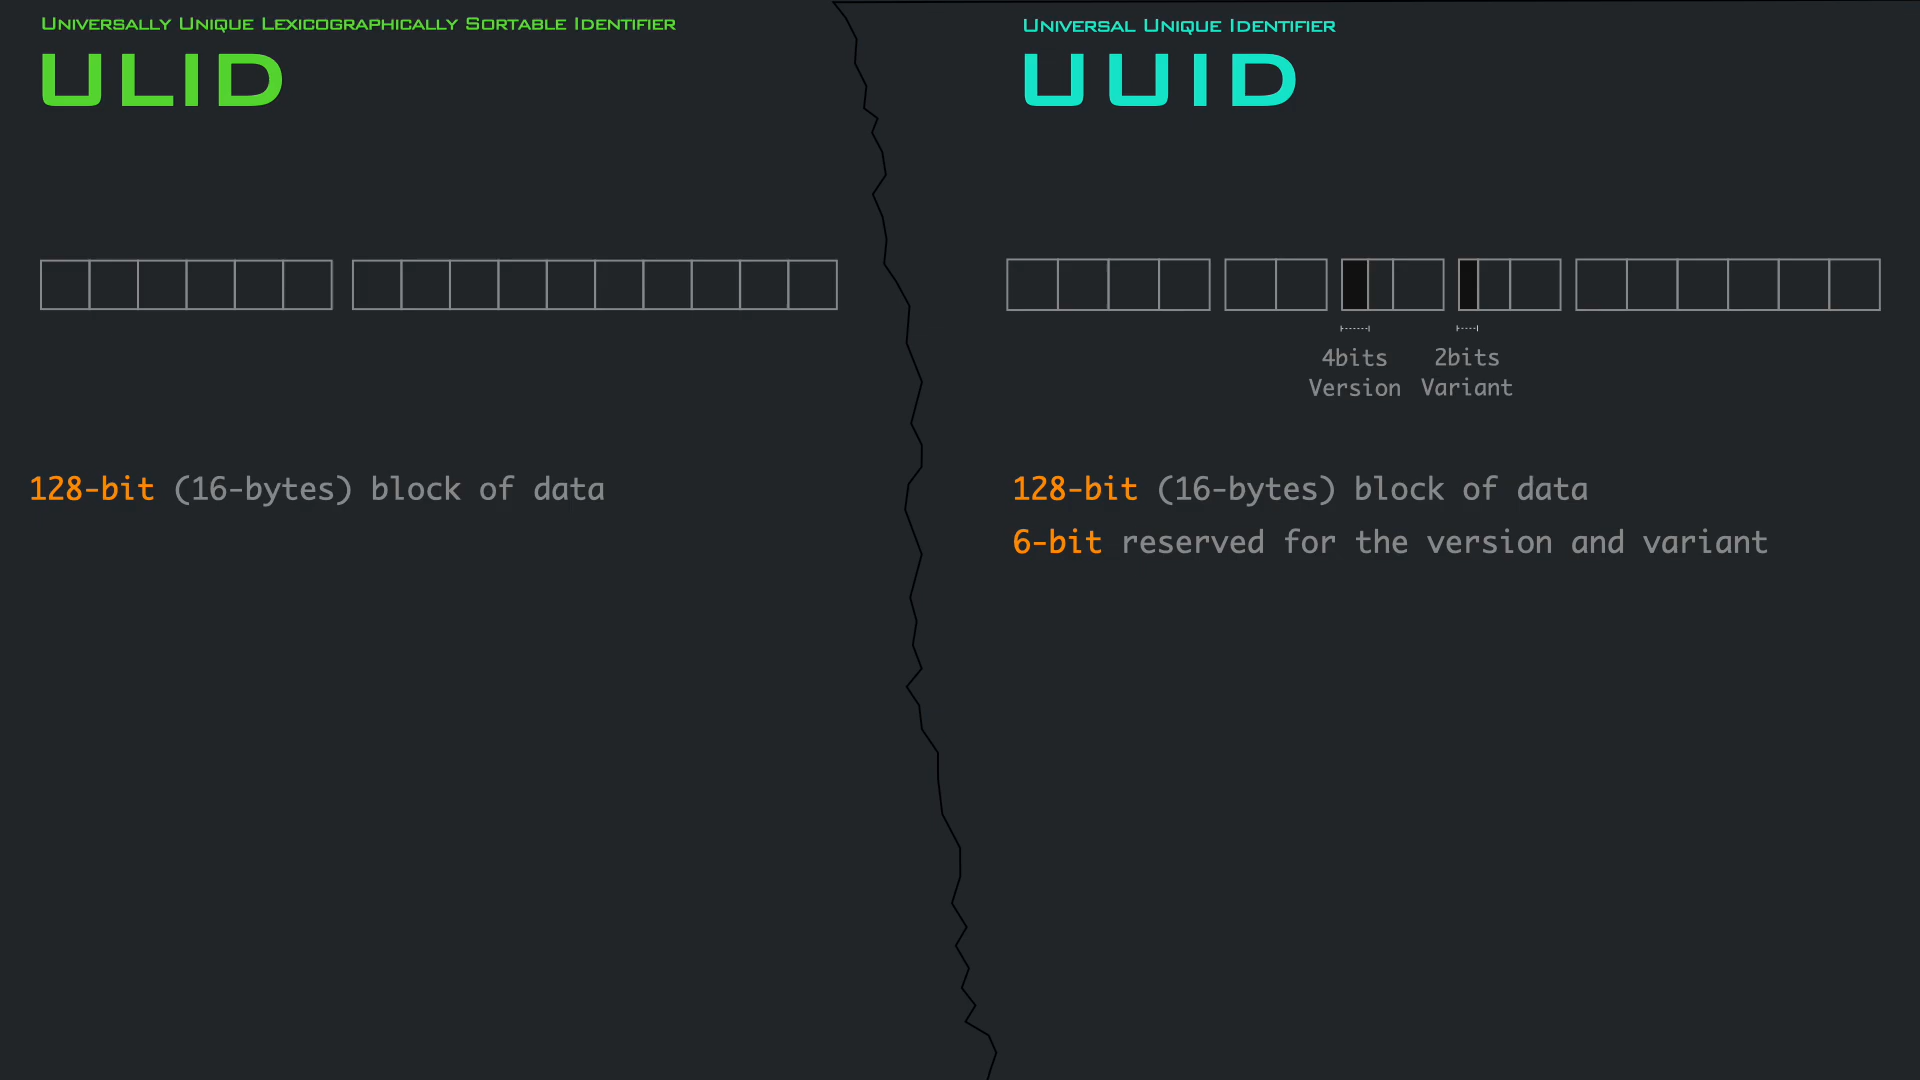 Universally Unique Lexicographically Sortable Identifier
ULID
128-bit (16-bytes) block of data
Universal Unique Identifier
UUID
4bits 2bits
Version Variant
128-bit (16-bytes) block of data
6-bit reserved for the version and variant